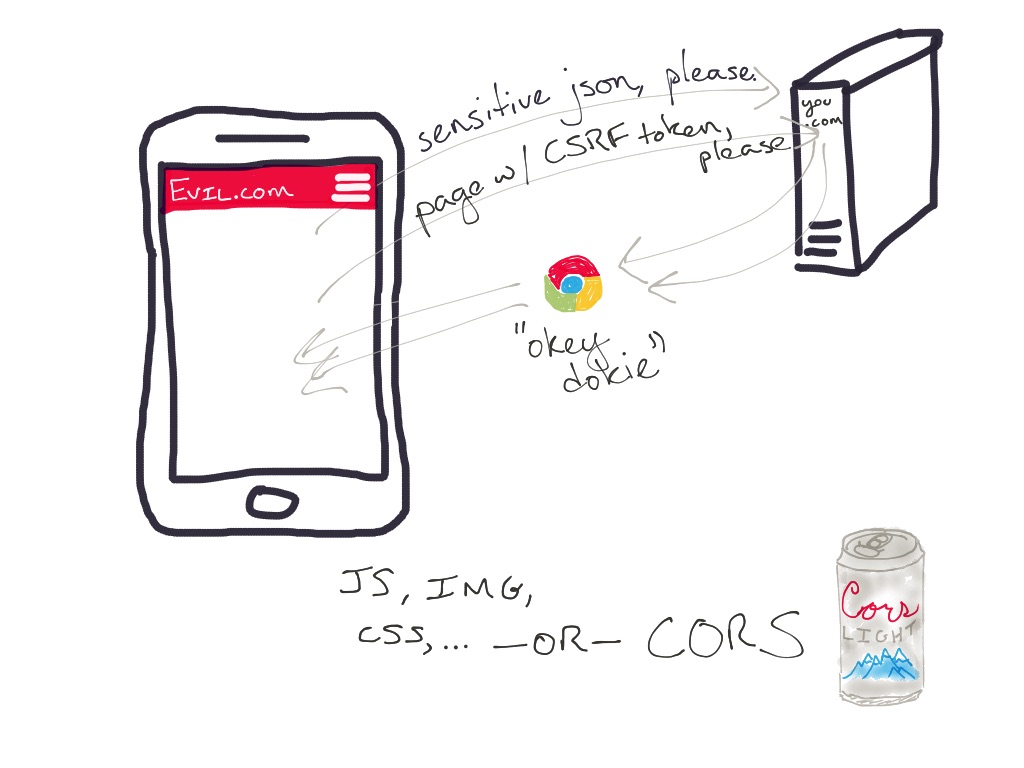 sensitive json, please.
page w/ CSRF token,
please
you
.com
EVIL.com
"okey
dokie"
JS, IMG,
CSS,... —OR— CORS
Cors
LIGHT